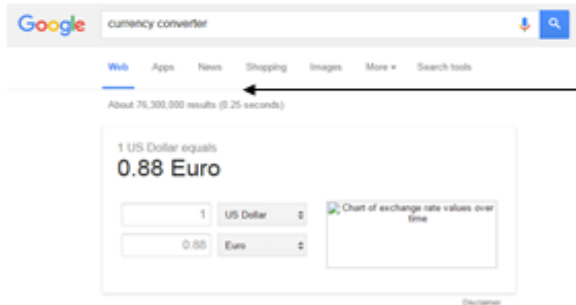 Google currency converter
Web Apps News Shopping Images More Search tools
About 76,300,000 results (0.25 seconds)
1 US Dollar equals
0.88 Euro
1 US Dollar
0.88 Euro
Chart of exchange rate values over
time
Disclaimer